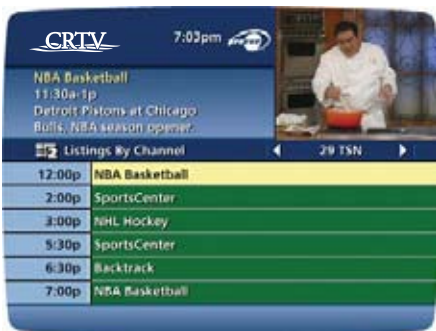 CRTV
7:03pm
NBA Basketball
11:30a-1p
Detroit Pistons at Chicago
Bulls, NBA season opener.
Listings By Channel
29 TSN
12:00p NBA Basketball
2:00p SportsCenter
3:00p NHL Hockey
5:30p SportsCenter
6:30p Backtrack
7:00p NBA Basketball